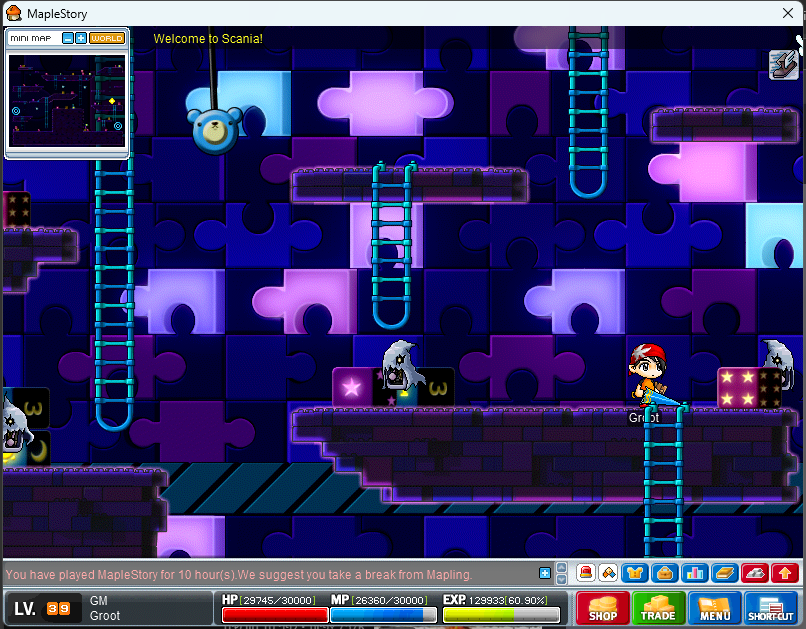 MapleStory
MINI MAP
WORLD
Welcome to Scania!
Groot
You have played MapleStory for 10 hour(s).We suggest you take a break from Mapling.
LV. 39
GM
Groot
HP [29745/30000] MP [26360/30000] EXP 129933[60.90%]
SHOP
TRADE
MENU
SHORTCUT